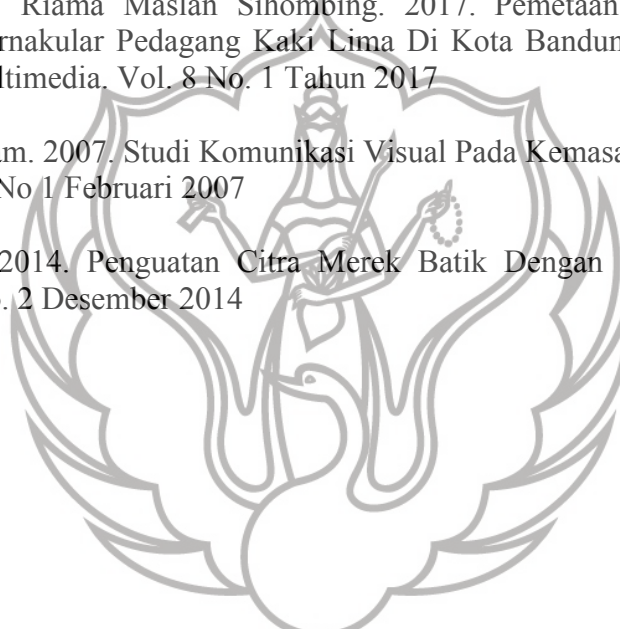 Riama Maslan Sihombing. 2017. Pemetaan
rnakular Pedagang Kaki Lima Di Kota Bandun
ltimedia. Vol. 8 No. 1 Tahun 2017
am. 2007. Studi Komunikasi Visual Pada Kemasa
No 1 Februari 2007
2014. Penguatan Citra Merek Batik Dengan
. 2 Desember 2014